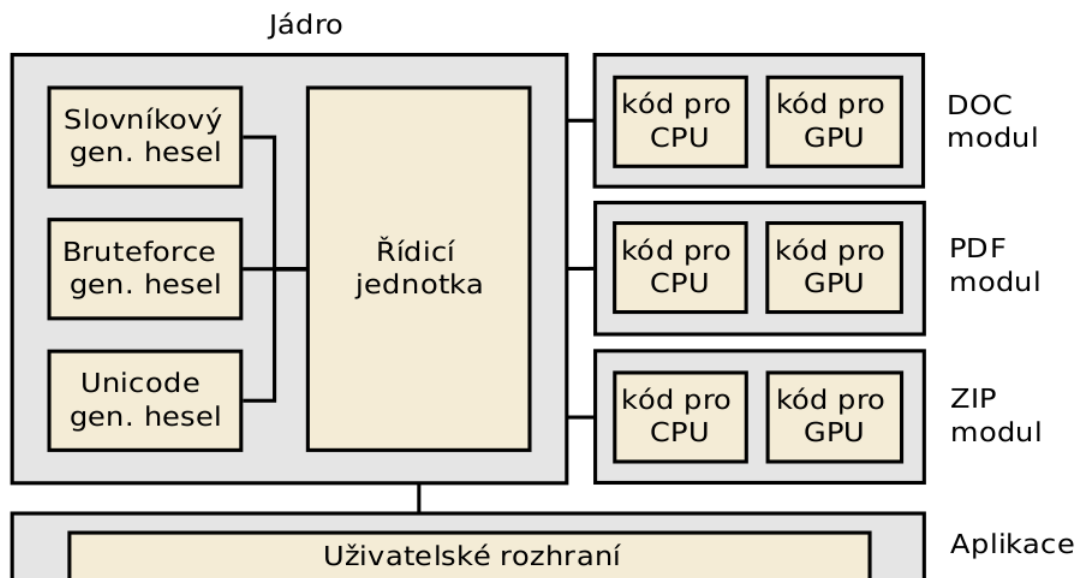 Jádro
Slovníkový
gen. hesel
Bruteforce
gen. hesel
Unicode
gen. hesel
Řídicí
jednotka
kód pro
CPU
kód pro
GPU
DOC
modul
kód pro
CPU
kód pro
GPU
PDF
modul
kód pro
CPU
kód pro
GPU
ZIP
modul
Uživatelské rozhraní
Aplikace